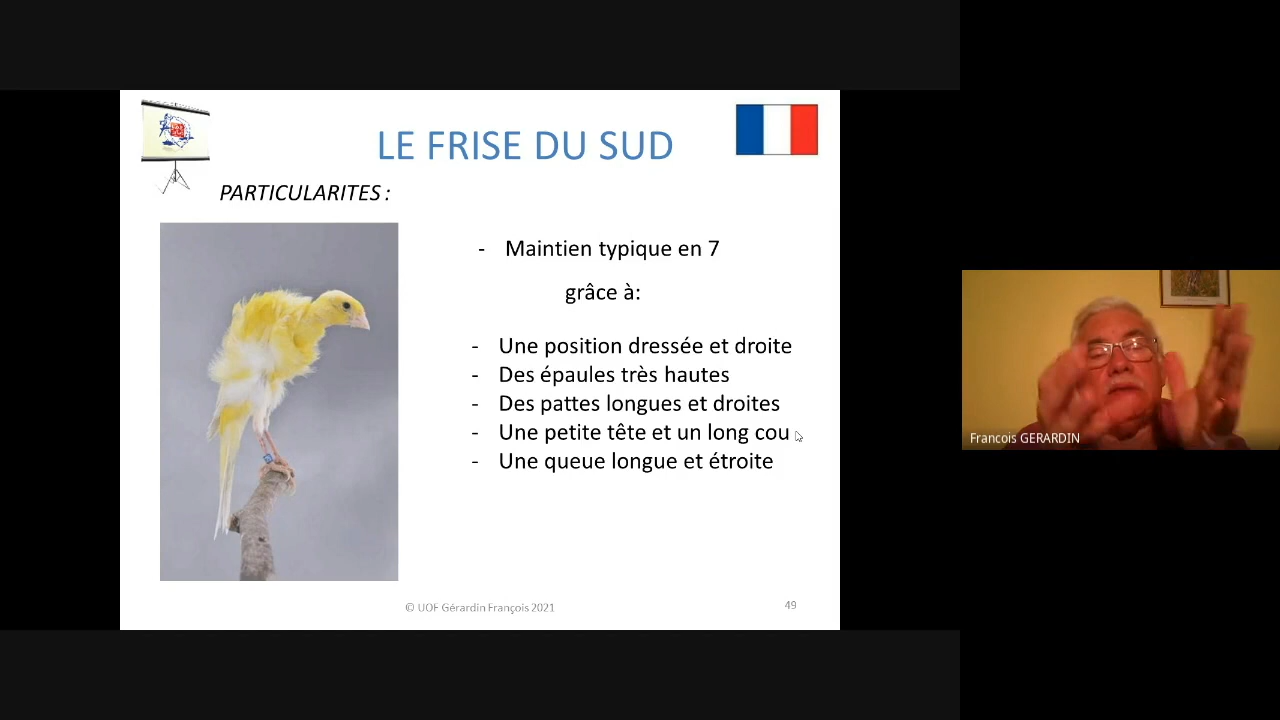 LE FRISE DU SUD
PARTICULARITES :
- Maintien typique en 7
grâce à:
- Une position dressée et droite
- Des épaules très hautes
- Des pattes longues et droites
- Une petite tête et un long cou
- Une queue longue et étroite
© UOF Gérardin François 2021
49
Francois GERARDIN